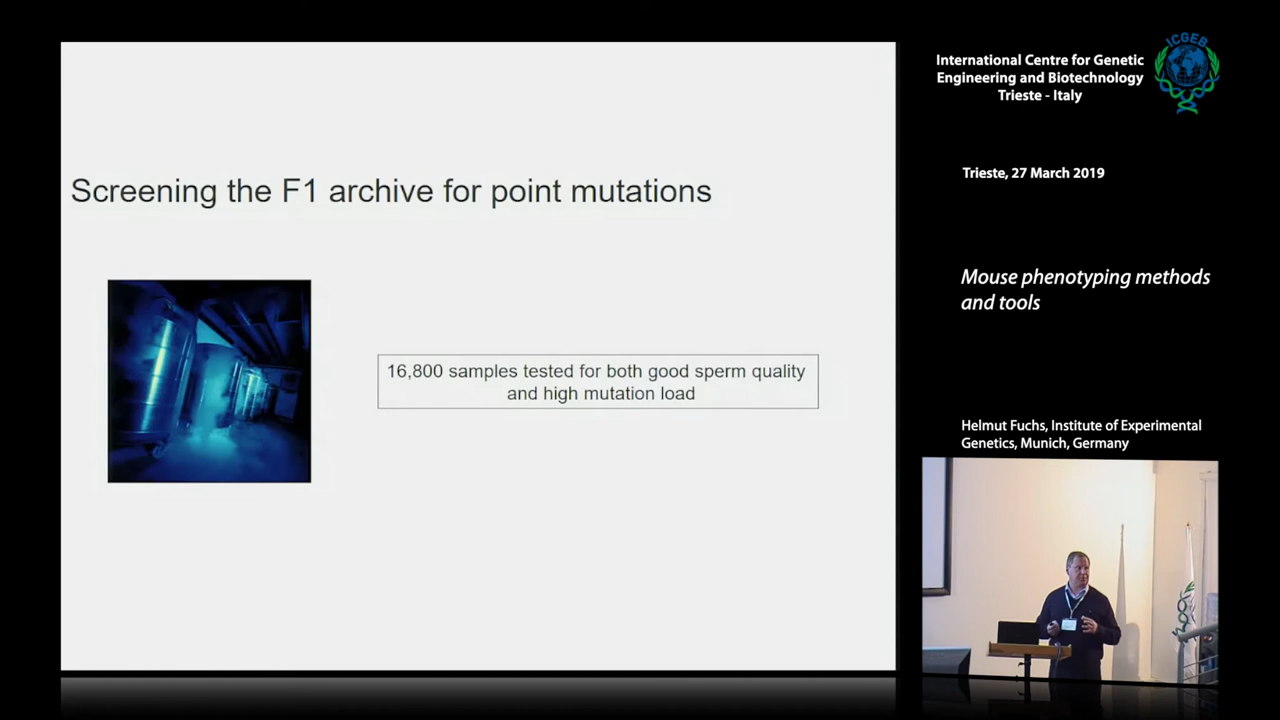 Screening the F1 archive for point mutations
16,800 samples tested for both good sperm quality
and high mutation load
International Centre for Genetic
Engineering and Biotechnology
Trieste - Italy
ICGEB
Trieste, 27 March 2019
Mouse phenotyping methods
and tools
Helmut Fuchs, Institute of Experimental
Genetics, Munich, Germany